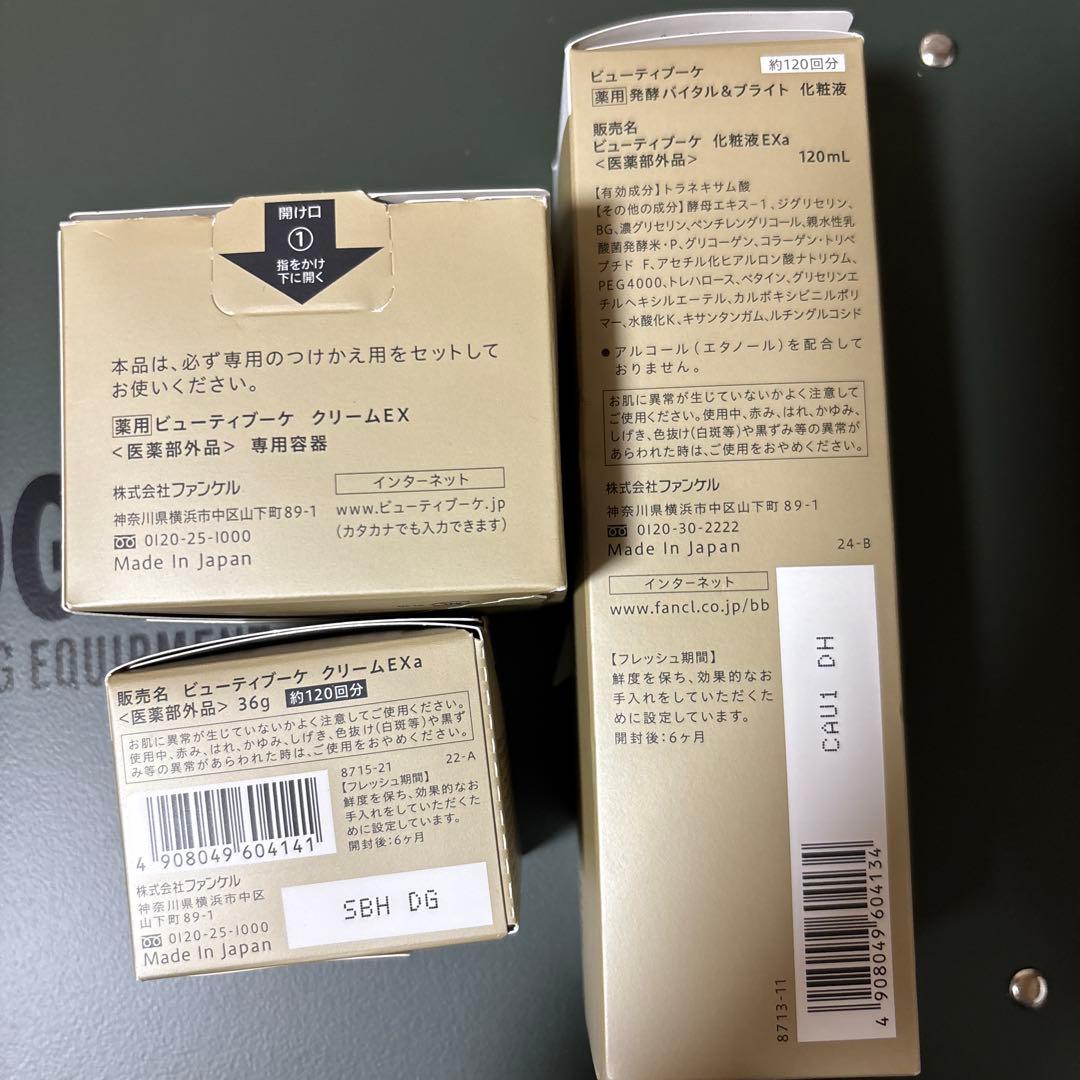 開け口
①
指をかけ
下に開く
本品は、必ず専用のつけかえ用をセットして
お使いください。
薬用 ビューティブーケ クリームEX
<医薬部外品> 専用容器
株式会社ファンケル
神奈川県横浜市中区山下町89-1
0120-25-1000
Made In Japan
インターネット
www.ビューティブーケ.jp
(カタカナでも入力できます)
EQUIPMENT
販売名 ビューティブーケ クリームEXa
<医薬部外品> 36g 約120回分
お肌に異常が生じていないかよく注意してご使用ください。
使用中、赤み、はれ、かゆみ、しげき、色抜け(白斑等)や黒ず
み等の異常があらわれた時は、ご使用をおやめください。
8715-21 22-A
【フレッシュ期間】
鮮度を保ち、効果的なお
手入れをしていただくた
めに設定しています。
開封後:6ヶ月
4 908049 604141
株式会社ファンケル
神奈川県横浜市中区
山下町89-1
0120-25-1000
Made In Japan
SBH DG
ビューティブーケ 約120回分
薬用 発酵バイタル&ブライト 化粧液
販売名
ビューティブーケ 化粧液EXa
<医薬部外品> 120mL
【有効成分】トラネキサム酸
【その他の成分】酵母エキス-1、ジグリセリン、
BG、濃グリセリン、ペンチレングリコール、親水性乳
酸菌発酵米・P、グリコーゲン、コラーゲン・トリペ
プチド F、アセチル化ヒアルロン酸ナトリウム、
PEG4000、トレハロース、ベタイン、グリセリンエ
チルヘキシルエーテル、カルボキシビニルポリ
マー、水酸化K、キサンタンガム、ルチングルコシド
●アルコール(エタノール)を配合して
おりません。
お肌に異常が生じていないかよく注意して
ご使用ください。使用中、赤み、はれ、かゆみ、
しげき、色抜け(白斑等)や黒ずみ等の異常が
あらわれた時は、ご使用をおやめください。
株式会社ファンケル
神奈川県横浜市中区山下町89-1
0120-30-2222
Made In Japan 24-B
インターネット
www.fancl.co.jp/bb
【フレッシュ期間】
鮮度を保ち、効果的なお
手入れをしていただくた
めに設定しています。
開封後:6ヶ月
CAU1 DH
4 908049 604134
8713-11